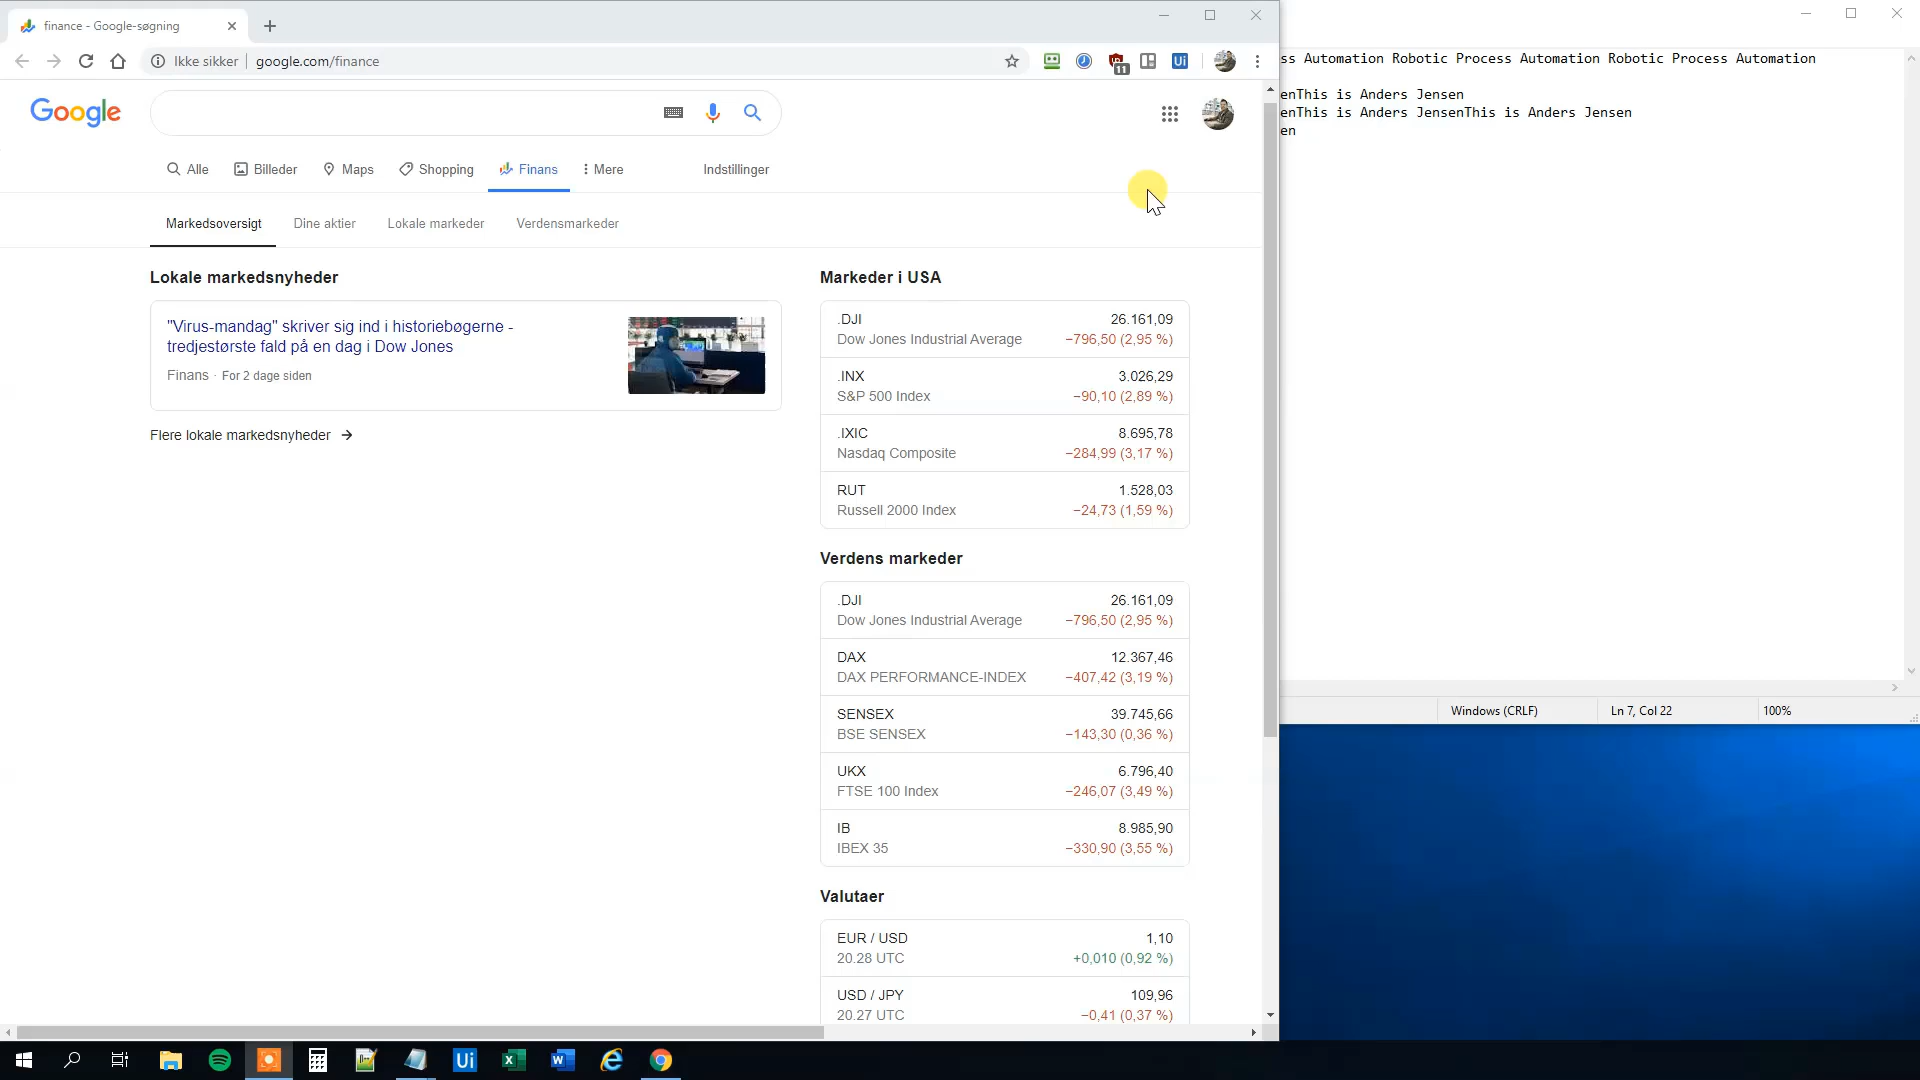 finance - Google-søgning
Ikke sikker
google.com/finance
11
Ui
Google
Alle
Billeder
Maps
Shopping
Finans
Mere
Indstillinger
Markedsoversigt
Dine aktier
Lokale markeder
Verdensmarkeder
Lokale markedsnyheder
"Virus-mandag" skriver sig ind i historiebøgerne -
tredjestørste fald på en dag i Dow Jones
Finans · For 2 dage siden
Flere lokale markedsnyheder
Markeder i USA
.DJI 26.161,09
Dow Jones Industrial Average −796,50 (2,95 %)
.INX 3.026,29
S&P 500 Index −90,10 (2,89 %)
.IXIC 8.695,78
Nasdaq Composite −284,99 (3,17 %)
RUT 1.528,03
Russell 2000 Index −24,73 (1,59 %)
Verdens markeder
.DJI 26.161,09
Dow Jones Industrial Average −796,50 (2,95 %)
DAX 12.367,46
DAX PERFORMANCE-INDEX −407,42 (3,19 %)
SENSEX 39.745,66
BSE SENSEX −143,30 (0,36 %)
UKX 6.796,40
FTSE 100 Index −246,07 (3,49 %)
IB 8.985,90
IBEX 35 −330,90 (3,55 %)
Valutaer
EUR / USD 1,10
20.28 UTC +0,010 (0,92 %)
USD / JPY 109,96
20.27 UTC −0,41 (0,37 %)
ss Automation Robotic Process Automation Robotic Process Automation
enThis is Anders Jensen
enThis is Anders JensenThis is Anders Jensen
en
Windows (CRLF)
Ln 7, Col 22
100%
Ui